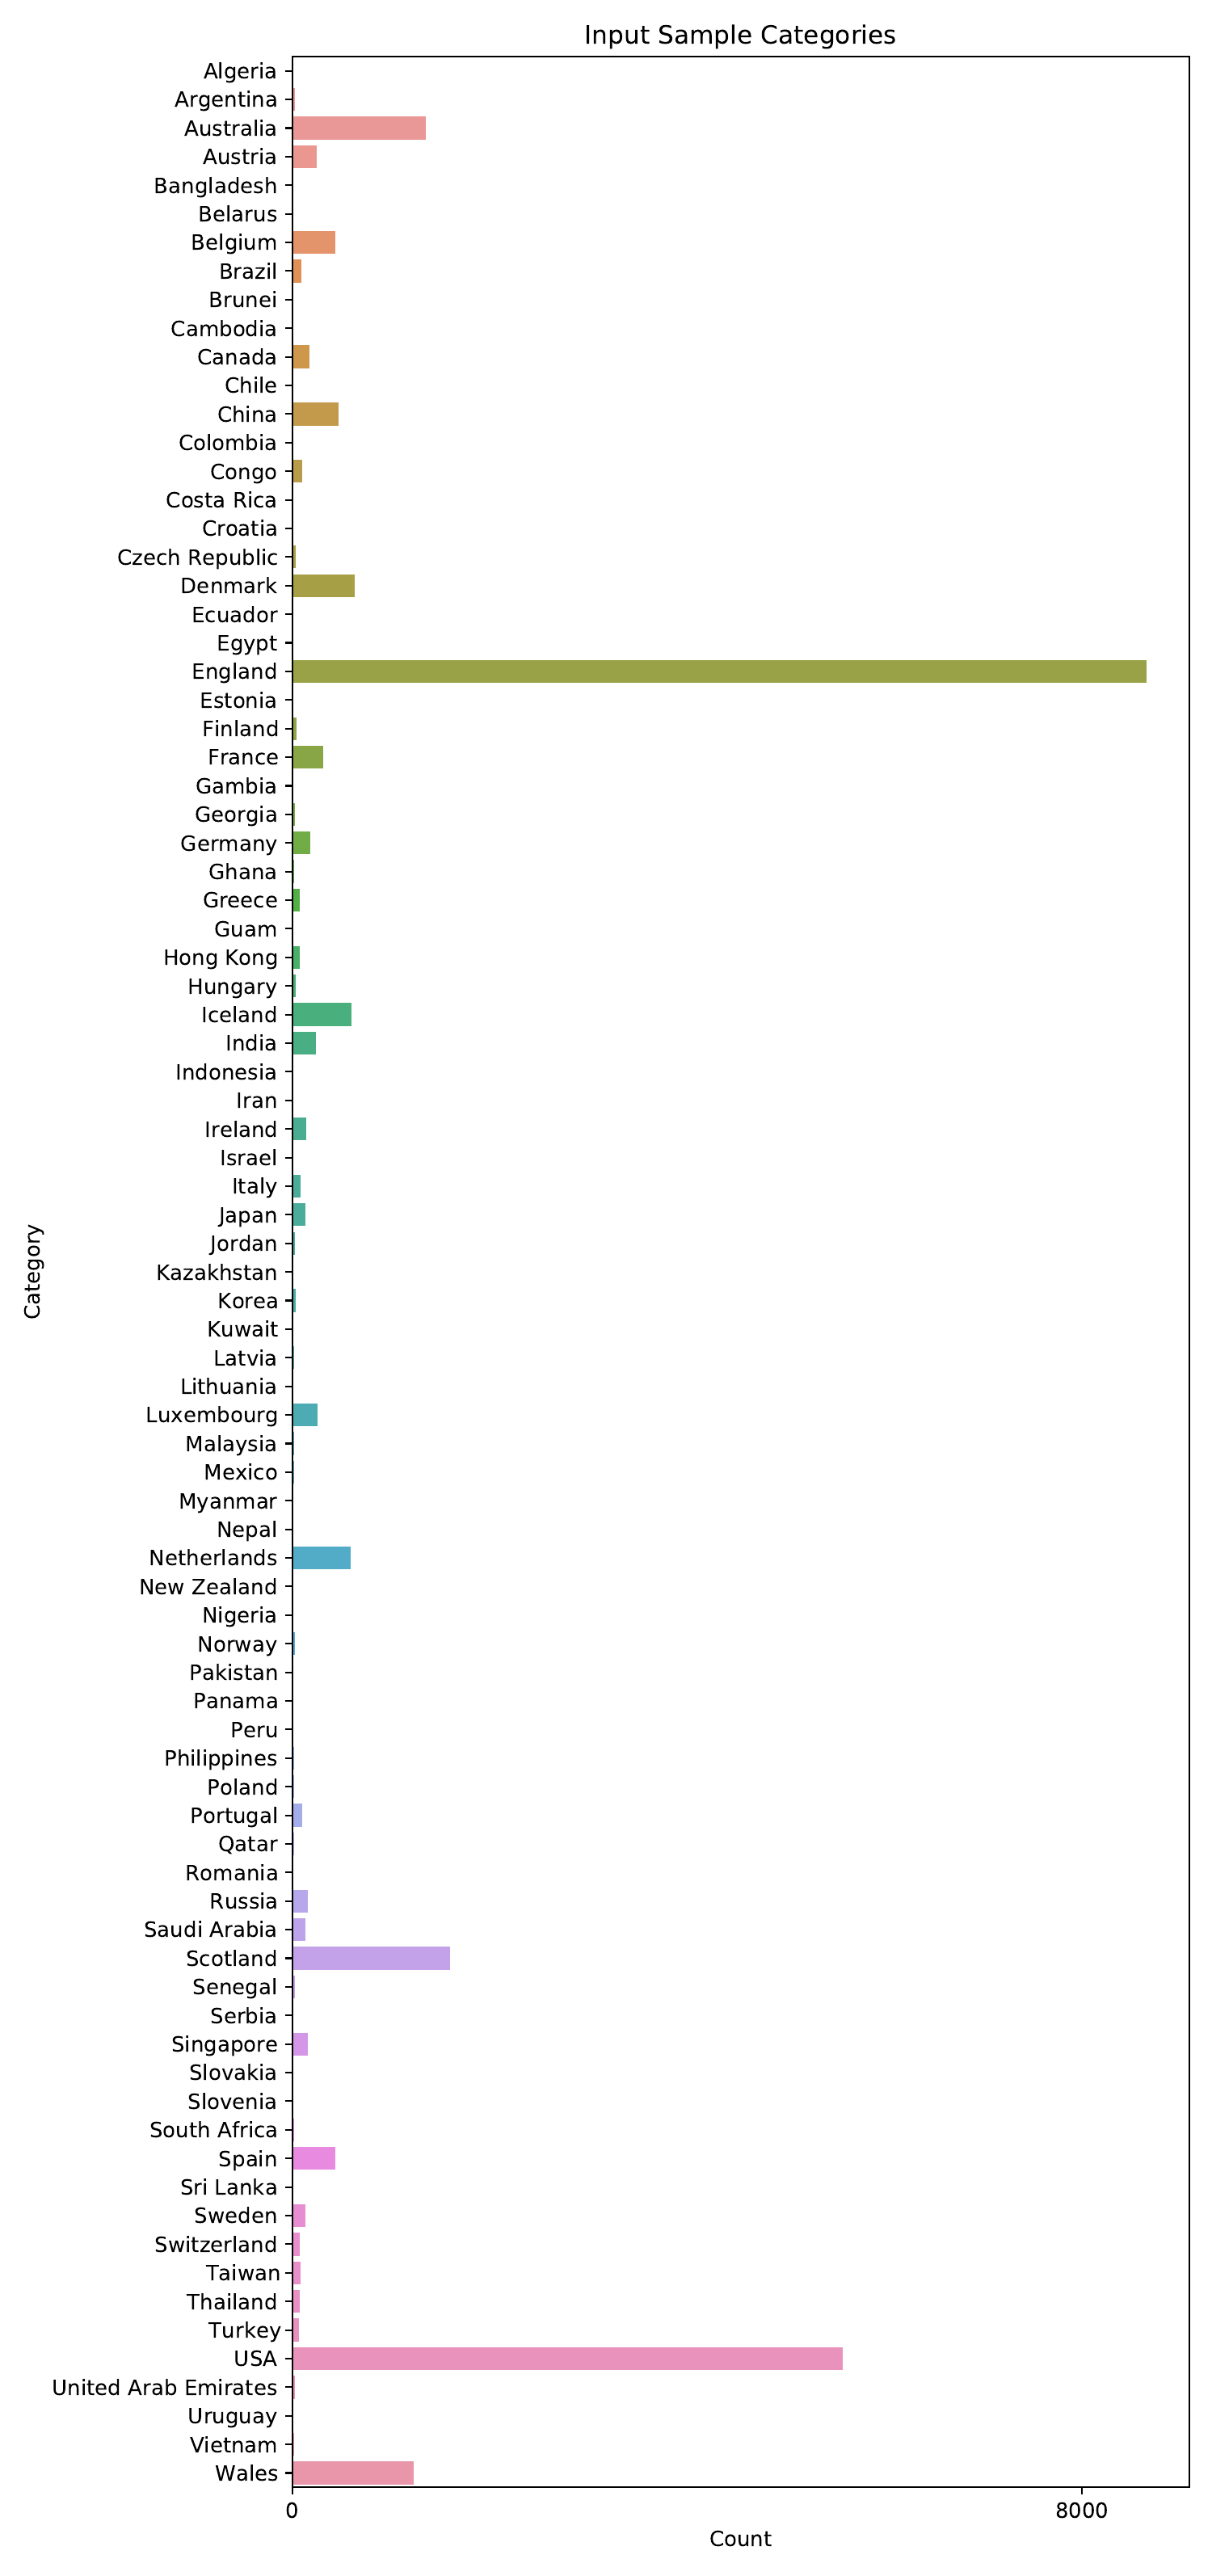 Input Sample Categories
Algeria
Argentina
Australia
Austria
Bangladesh
Belarus
Belgium
Brazil
Brunei
Cambodia
Canada
Chile
China
Colombia
Congo
Costa Rica
Croatia
Czech Republic
Denmark
Ecuador
Egypt
England
Estonia
Finland
France
Gambia
Georgia
Germany
Ghana
Greece
Guam
Hong Kong
Hungary
Iceland
India
Indonesia
Iran
Ireland
Israel
Italy
Japan
Jordan
Kazakhstan
Korea
Kuwait
Latvia
Lithuania
Luxembourg
Malaysia
Mexico
Myanmar
Nepal
Netherlands
New Zealand
Nigeria
Norway
Pakistan
Panama
Peru
Philippines
Poland
Portugal
Qatar
Romania
Russia
Saudi Arabia
Scotland
Senegal
Serbia
Singapore
Slovakia
Slovenia
South Africa
Spain
Sri Lanka
Sweden
Switzerland
Taiwan
Thailand
Turkey
USA
United Arab Emirates
Uruguay
Vietnam
Wales
Category
0
8000
Count